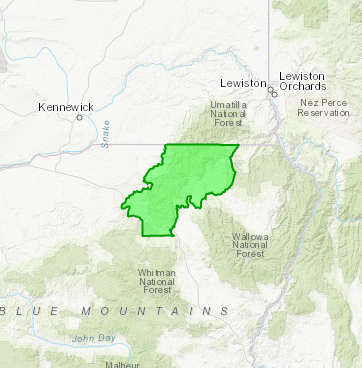 Lewiston
Lewiston
Orchards
Kennewick
Umatilla
National
Forest
Nez Perce
Reservation
Snake
Wallowa
National
Forest
Whitman
National
Forest
BLUE MOUNTAINS
John Day
Malheur